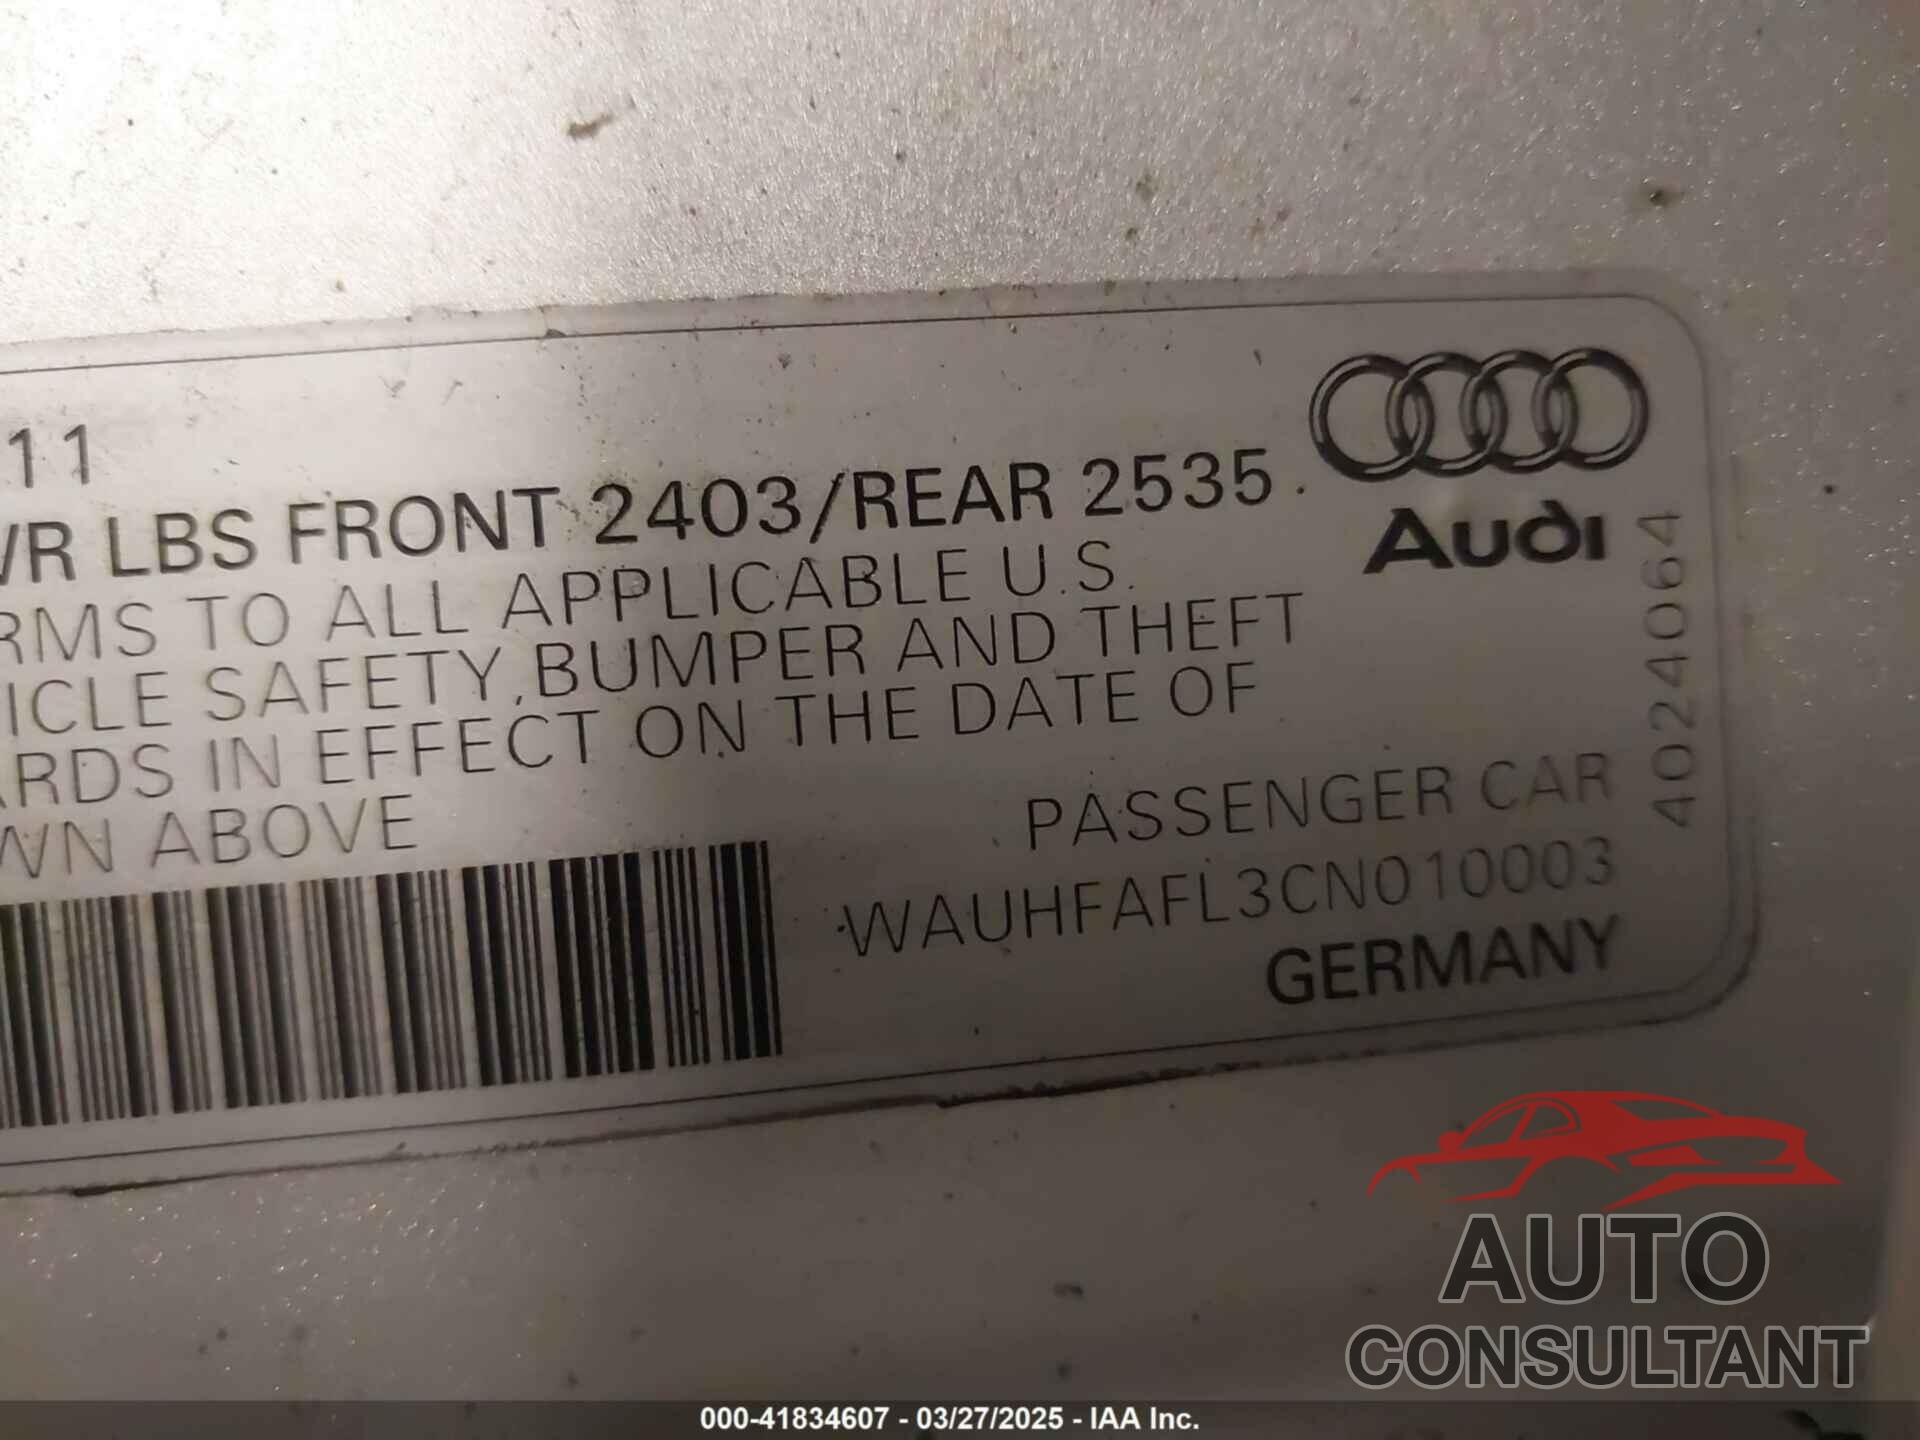 11
VR LBS FRONT 2403/REAR 2535
RMS TO ALL APPLICABLE U.S.
ICLE SAFETY, BUMPER AND THEFT
ARDS IN EFFECT ON THE DATE OF
WN ABOVE
PASSENGER CAR
WAUHFAFL3CN010003
GERMANY
Audi
4024064
AUTO
CONSULTANT
000-41834607 - 03/27/2025 - IAA Inc.